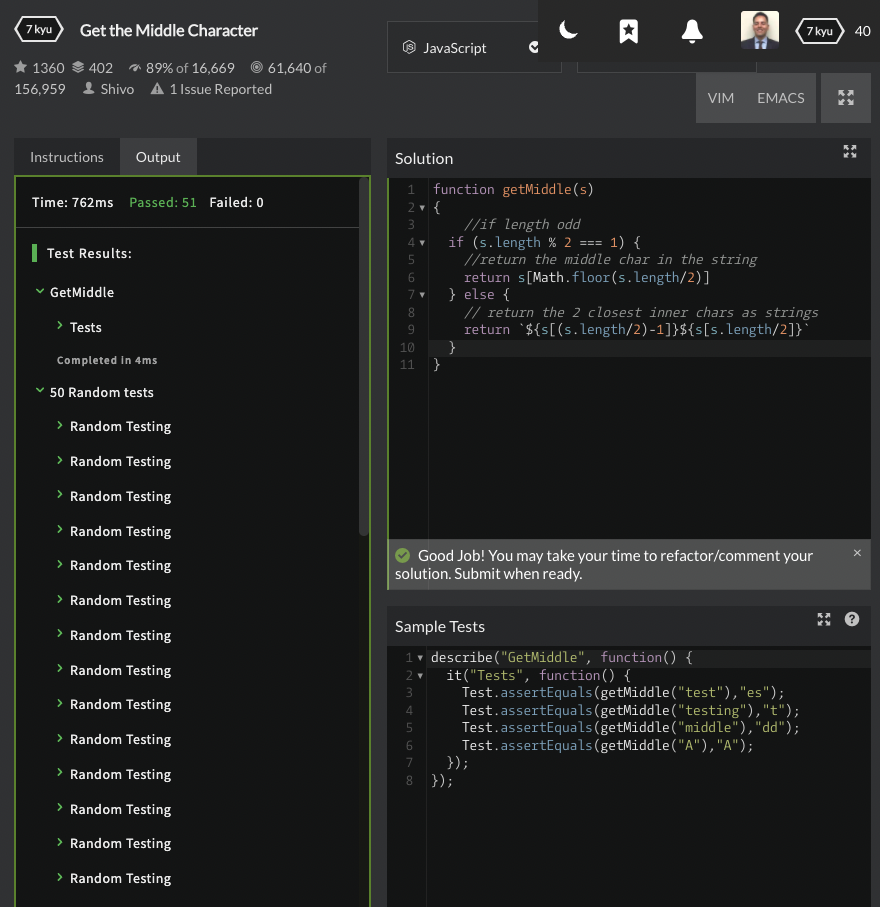 7 kyu Get the Middle Character
1360 402 89% of 16,669 61,640 of
156,959 Shivo 1 Issue Reported
JavaScript
7 kyu 40
VIM EMACS
Instructions Output
Time: 762ms Passed: 51 Failed: 0
Test Results:
GetMiddle
Tests
Completed in 4ms
50 Random tests
Random Testing
Random Testing
Random Testing
Random Testing
Random Testing
Random Testing
Random Testing
Random Testing
Random Testing
Random Testing
Random Testing
Random Testing
Random Testing
Random Testing
Solution
1 function getMiddle(s)
2 {
3 //if length odd
4 if (s.length % 2 === 1) {
5 //return the middle char in the string
6 return s[Math.floor(s.length/2)]
7 } else {
8 // return the 2 closest inner chars as strings
9 return `${s[(s.length/2)-1]}${s[s.length/2]}`
10 }
11 }
Good Job! You may take your time to refactor/comment your
solution. Submit when ready.
Sample Tests
1 describe("GetMiddle", function() {
2 it("Tests", function() {
3 Test.assertEquals(getMiddle("test"),"es");
4 Test.assertEquals(getMiddle("testing"),"t");
5 Test.assertEquals(getMiddle("middle"),"dd");
6 Test.assertEquals(getMiddle("A"),"A");
7 });
8 });